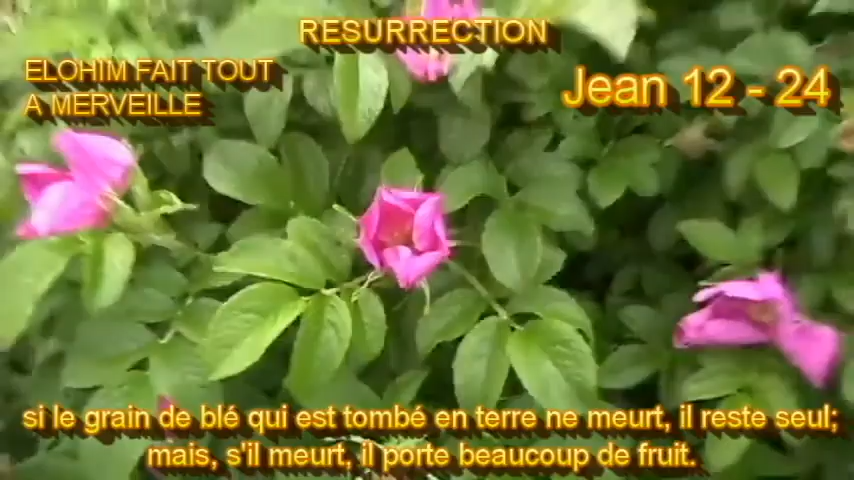 RESURRECTION
ELOHIM FAIT TOUT
A MERVEILLE
Jean 12 - 24
si le grain de blé qui est tombé en terre ne meurt, il reste seul;
mais, s'il meurt, il porte beaucoup de fruit.